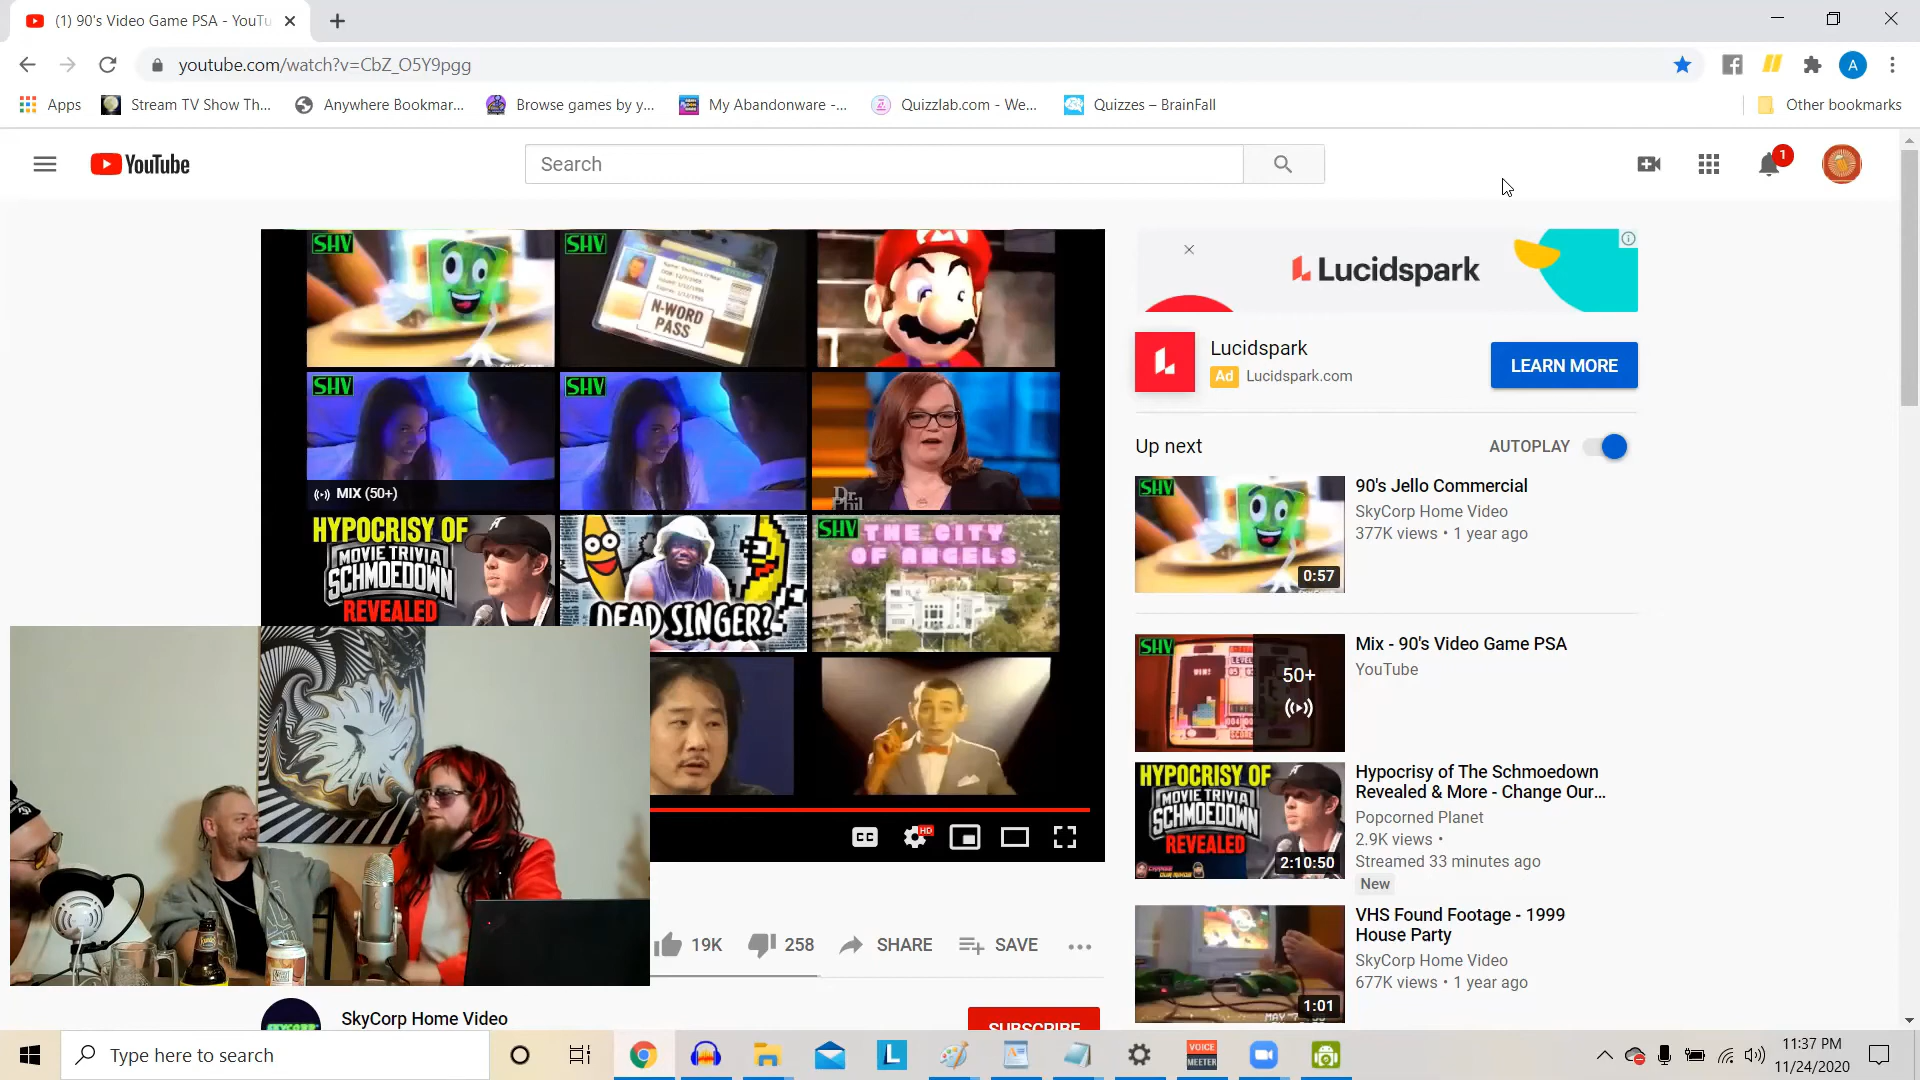 (1) 90's Video Game PSA - YouTu
youtube.com/watch?v=CbZ_O5Y9pgg
A
Apps
Stream TV Show Th...
Anywhere Bookmar...
Browse games by y...
My Abandonware -...
Quizzlab.com - We...
Quizzes – BrainFall
Other bookmarks
YouTube
Search
1
SHV
SHV
N-WORD
PASS
SHV
MIX (50+)
SHV
Dr.
Phil
HYPOCRISY OF
MOVIE TRIVIA
SCHMOEDOWN
REVEALED
DEAD SINGER?
SHV
THE CITY
OF ANGELS
CC
HD
19K
258
SHARE
SAVE
SkyCorp Home Video
SUBSCRIBE
Lucidspark
Lucidspark
Ad
Lucidspark.com
LEARN MORE
Up next
AUTOPLAY
SHV
0:57
90's Jello Commercial
SkyCorp Home Video
377K views • 1 year ago
SHV
50+
Mix - 90's Video Game PSA
YouTube
HYPOCRISY OF
MOVIE TRIVIA
SCHMOEDOWN
REVEALED
2:10:50
Hypocrisy of The Schmoedown
Revealed & More - Change Our...
Popcorned Planet
2.9K views •
Streamed 33 minutes ago
New
1:01
VHS Found Footage - 1999
House Party
SkyCorp Home Video
677K views • 1 year ago
Type here to search
L
VOICE
MEETER
11:37 PM
11/24/2020